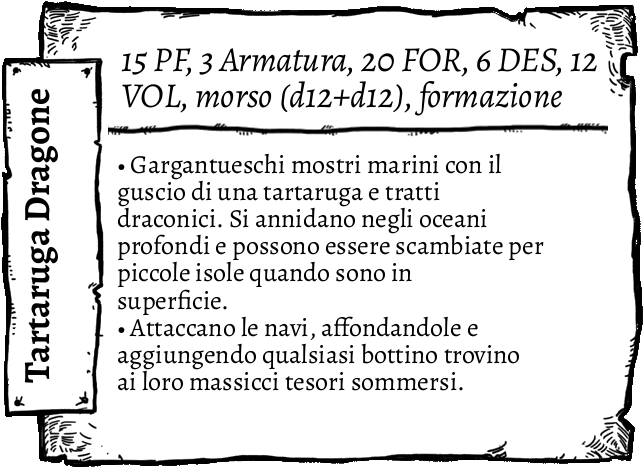 Tartaruga Dragone
15 PF, 3 Armatura, 20 FOR, 6 DES, 12
VOL, morso (d12+d12), formazione
• Gargantueschi mostri marini con il
guscio di una tartaruga e tratti
draconici. Si annidano negli oceani
profondi e possono essere scambiate per
piccole isole quando sono in
superficie.
• Attaccano le navi, affondandole e
aggiungendo qualsiasi bottino trovino
ai loro massicci tesori sommersi.